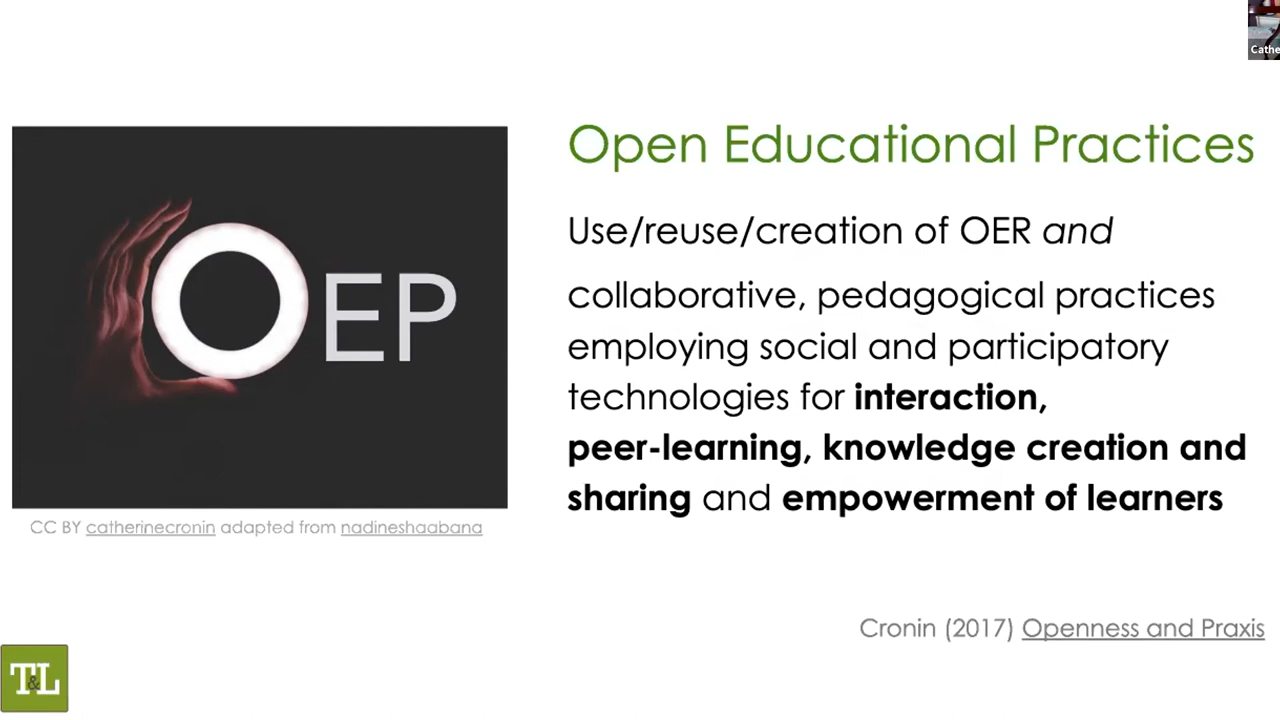 Cathe
Open Educational Practices
Use/reuse/creation of OER and
collaborative, pedagogical practices
employing social and participatory
technologies for interaction,
peer-learning, knowledge creation and
sharing and empowerment of learners
OEP
CC BY catherinecronin adapted from nadineshaabana
Cronin (2017) Openness and Praxis
T&L